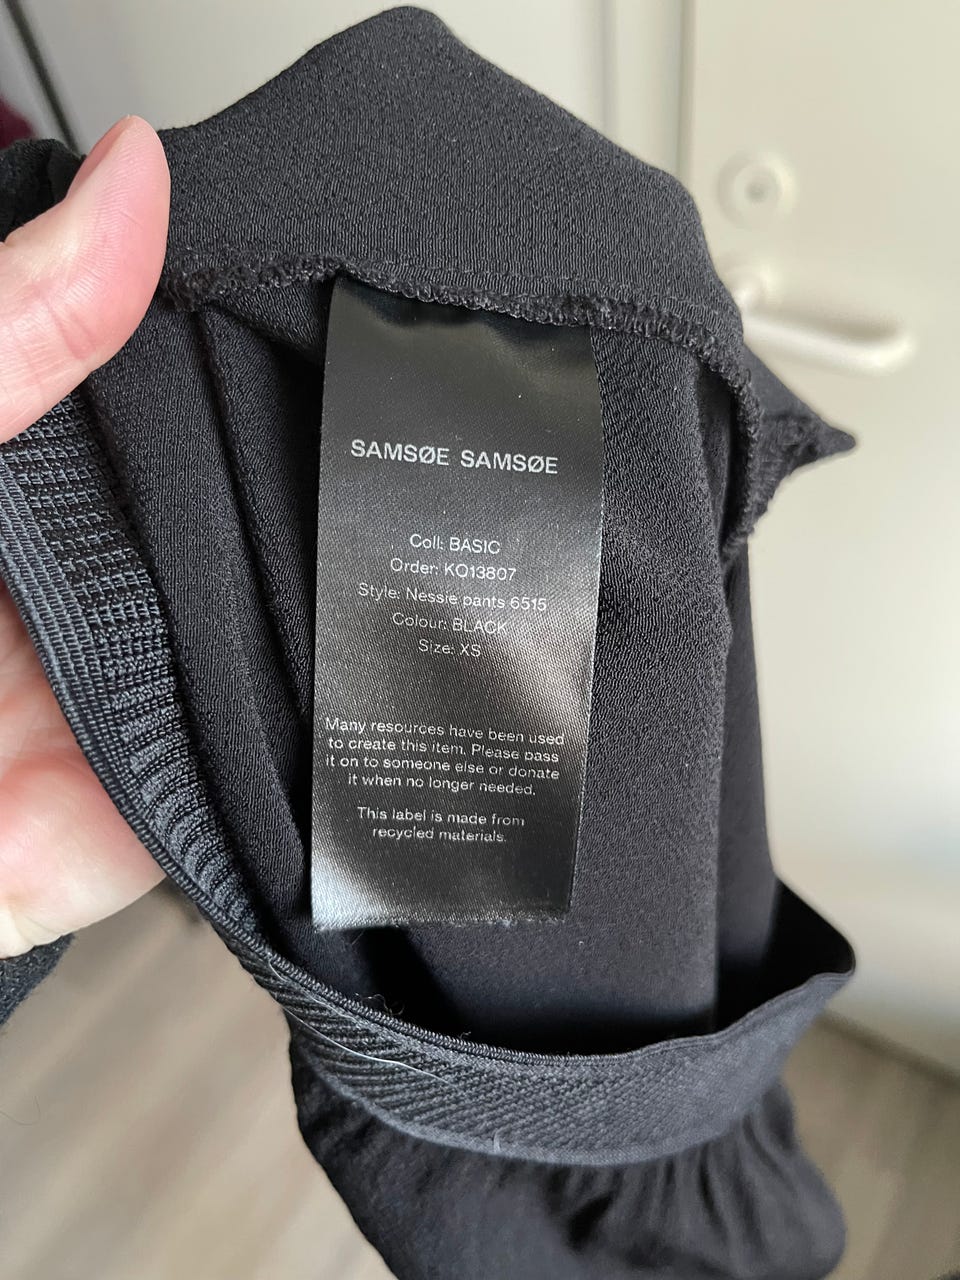 SAMSØE SAMSØE
Coll: BASIC
Order: KO13807
Style: Nessie pants 6515
Colour: BLACK
Size: XS
Many resources have been used
to create this item. Please pass
it on to someone else or donate
it when no longer needed.
This label is made from
recycled materials.